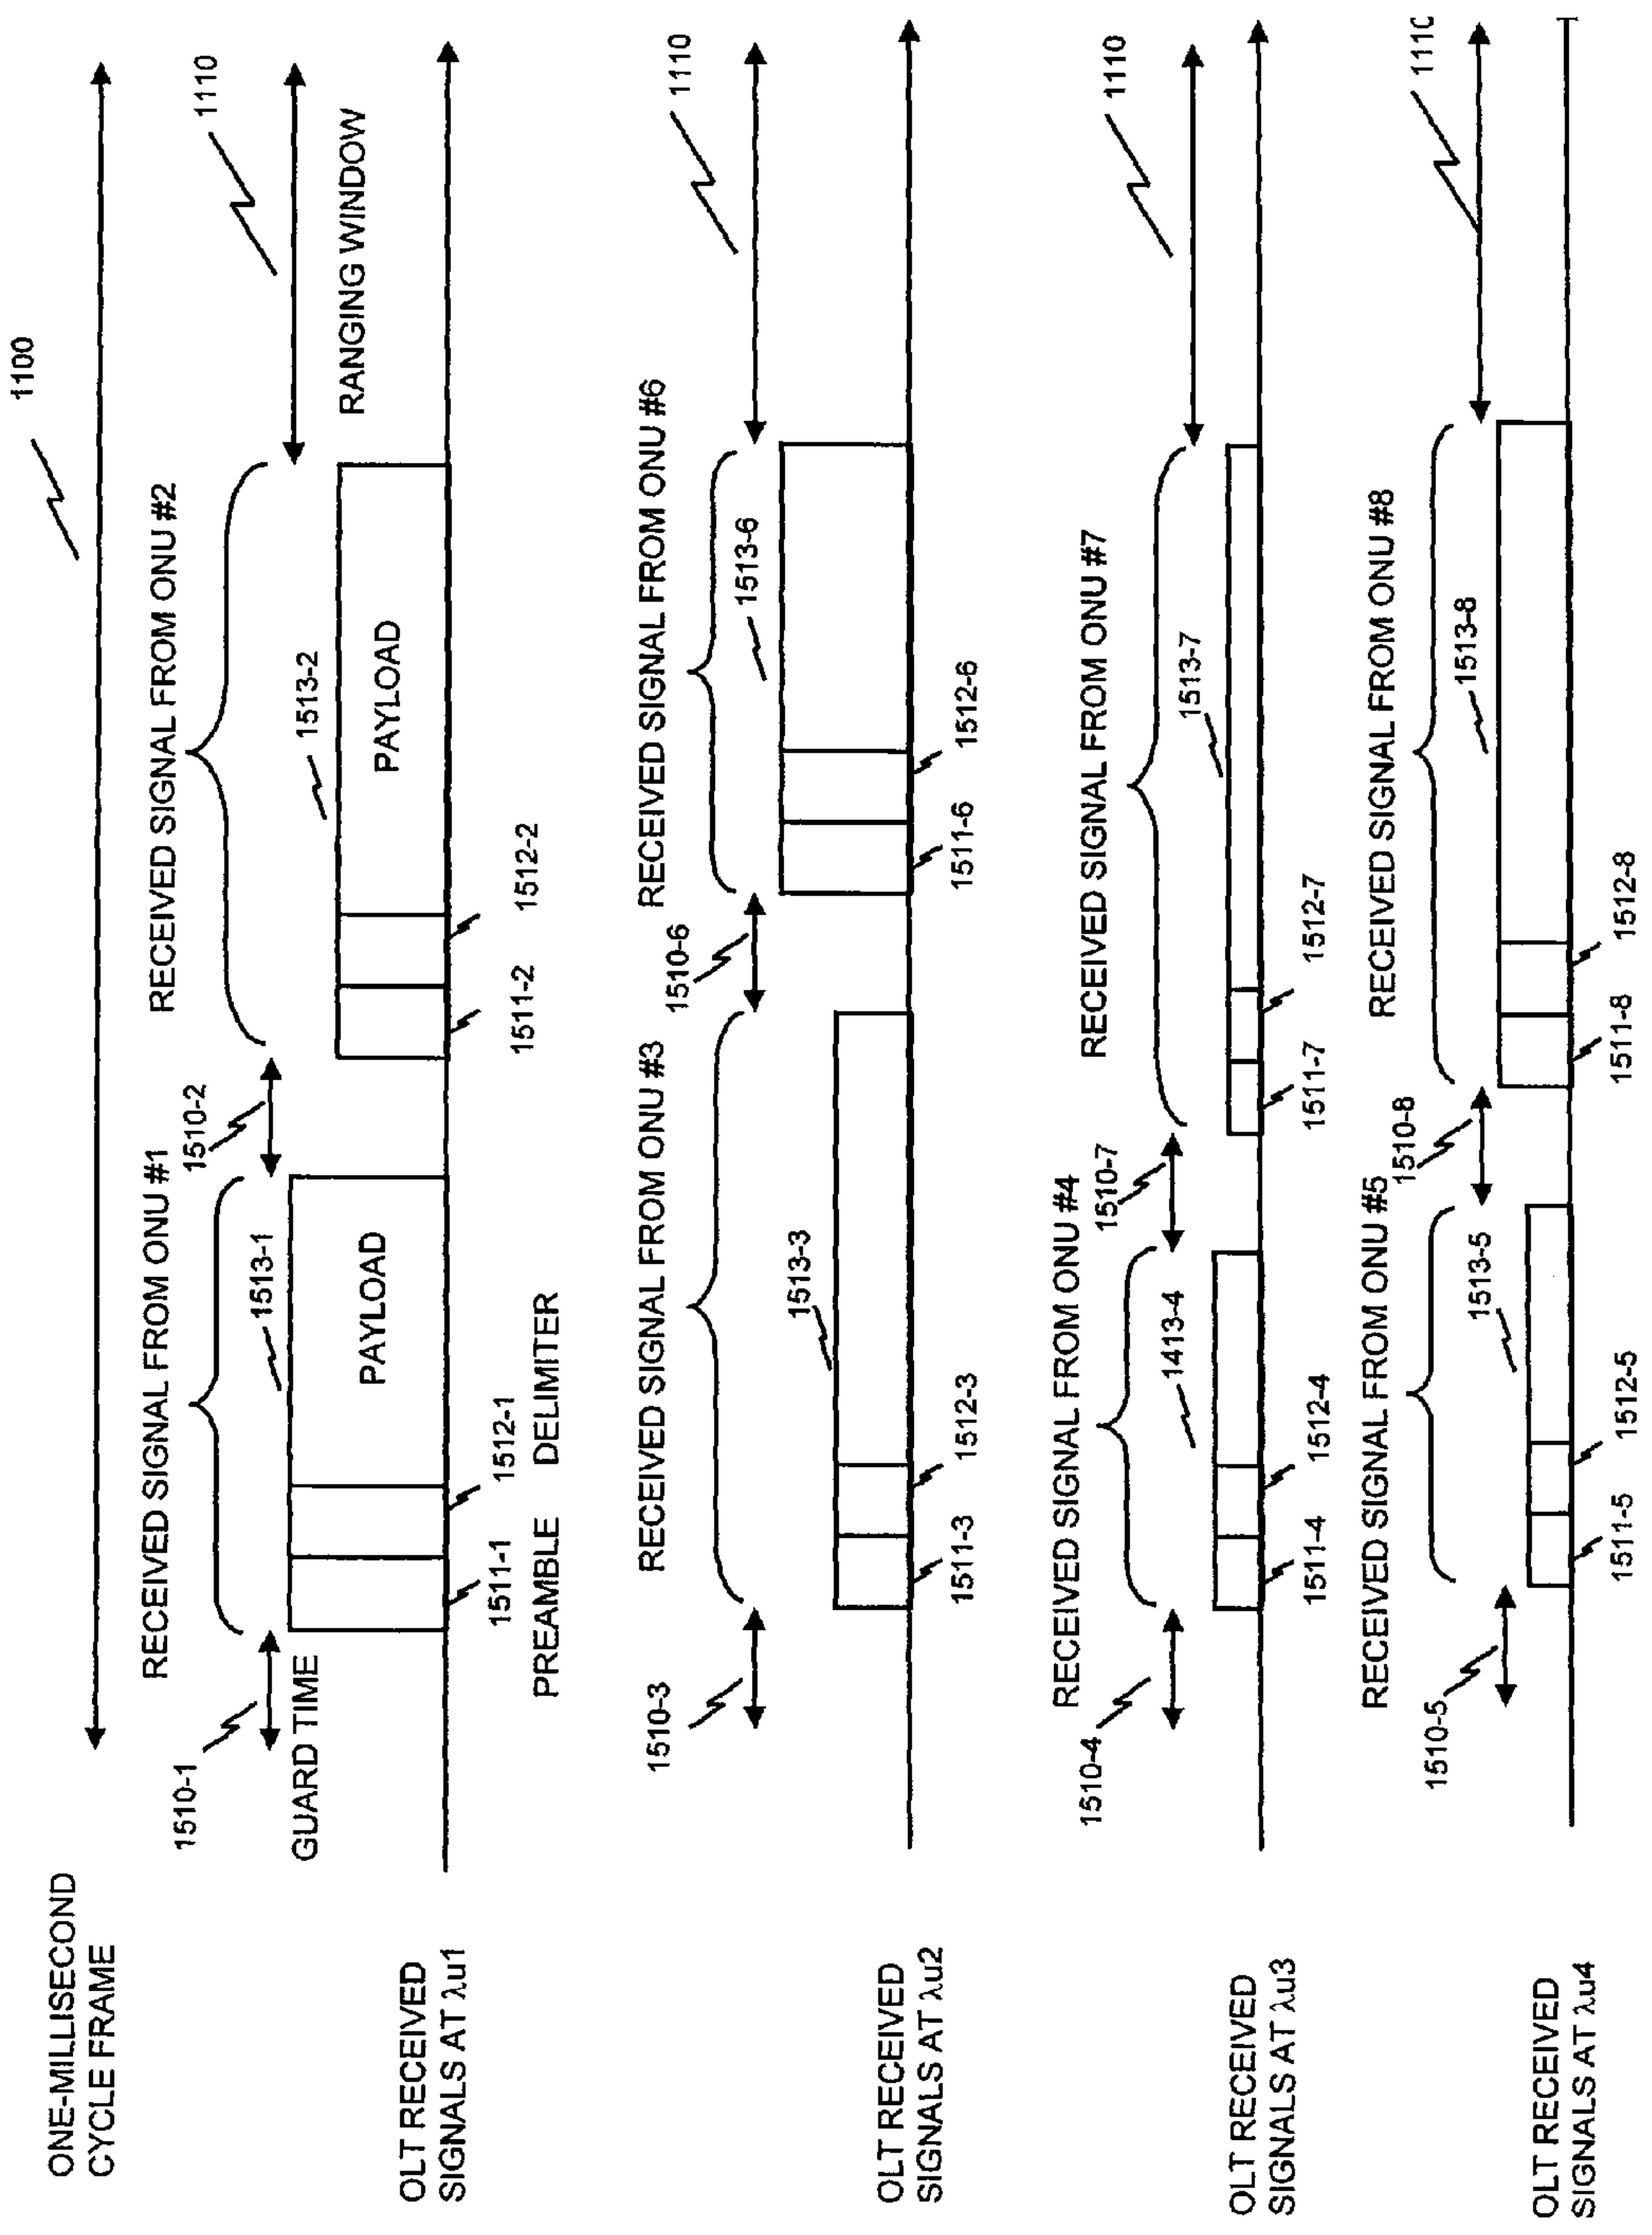 1100
ONE-MILLISECOND
CYCLE FRAME
RECEIVED SIGNAL FROM ONU #1
RECEIVED SIGNAL FROM ONU #2
1110
1510-1
1513-1
1510-2
1513-2
GUARD TIME
PAYLOAD
PAYLOAD
RANGING WINDOW
OLT RECEIVED
SIGNALS AT λu1
1511-1
1512-1
1511-2
1512-2
PREAMBLE
DELIMITER
RECEIVED SIGNAL FROM ONU #3
RECEIVED SIGNAL FROM ONU #6
1110
1510-3
1513-3
1510-6
1513-6
OLT RECEIVED
SIGNALS AT λu2
1511-3
1512-3
1511-6
1512-6
RECEIVED SIGNAL FROM ONU #4
RECEIVED SIGNAL FROM ONU #7
1110
1510-4
1413-4
1510-7
1513-7
OLT RECEIVED
SIGNALS AT λu3
1511-4
1512-4
1511-7
1512-7
RECEIVED SIGNAL FROM ONU #5
RECEIVED SIGNAL FROM ONU #8
1110
1510-5
1513-5
1510-8
1513-8
OLT RECEIVED
SIGNALS AT λu4
1511-5
1512-5
1511-8
1512-8